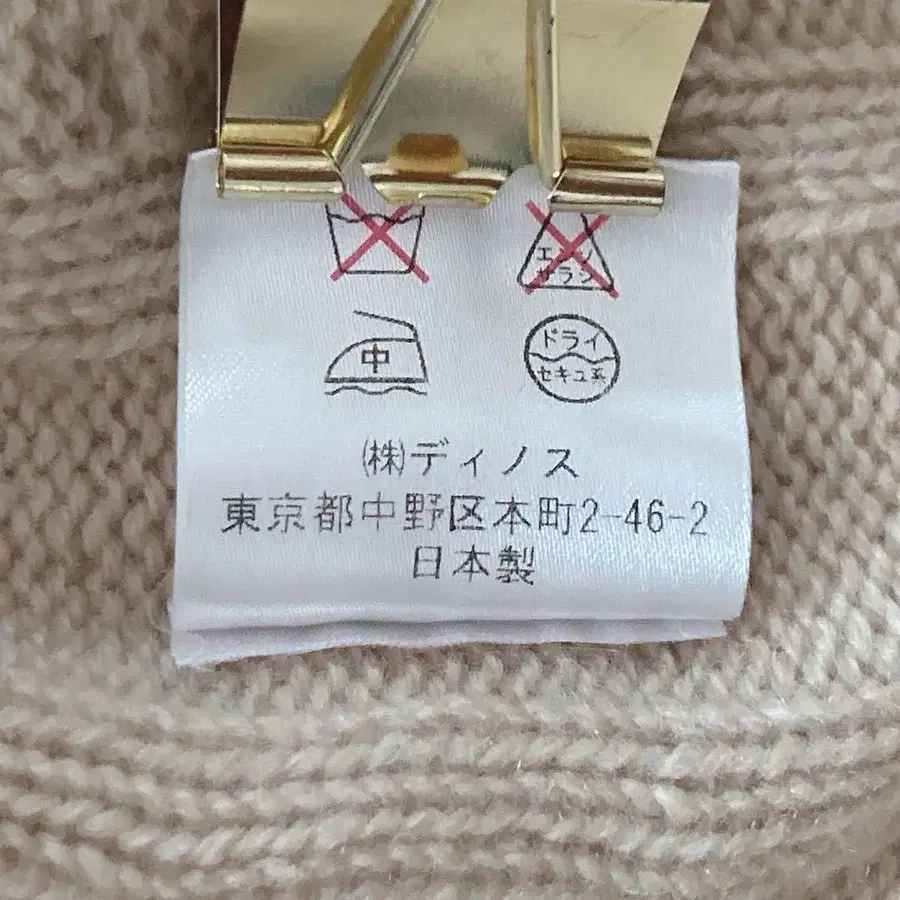 エンソ
サラシ
中
ドライ
セキユ系
㈱ディノス
東京都中野区本町2-46-2
日本製